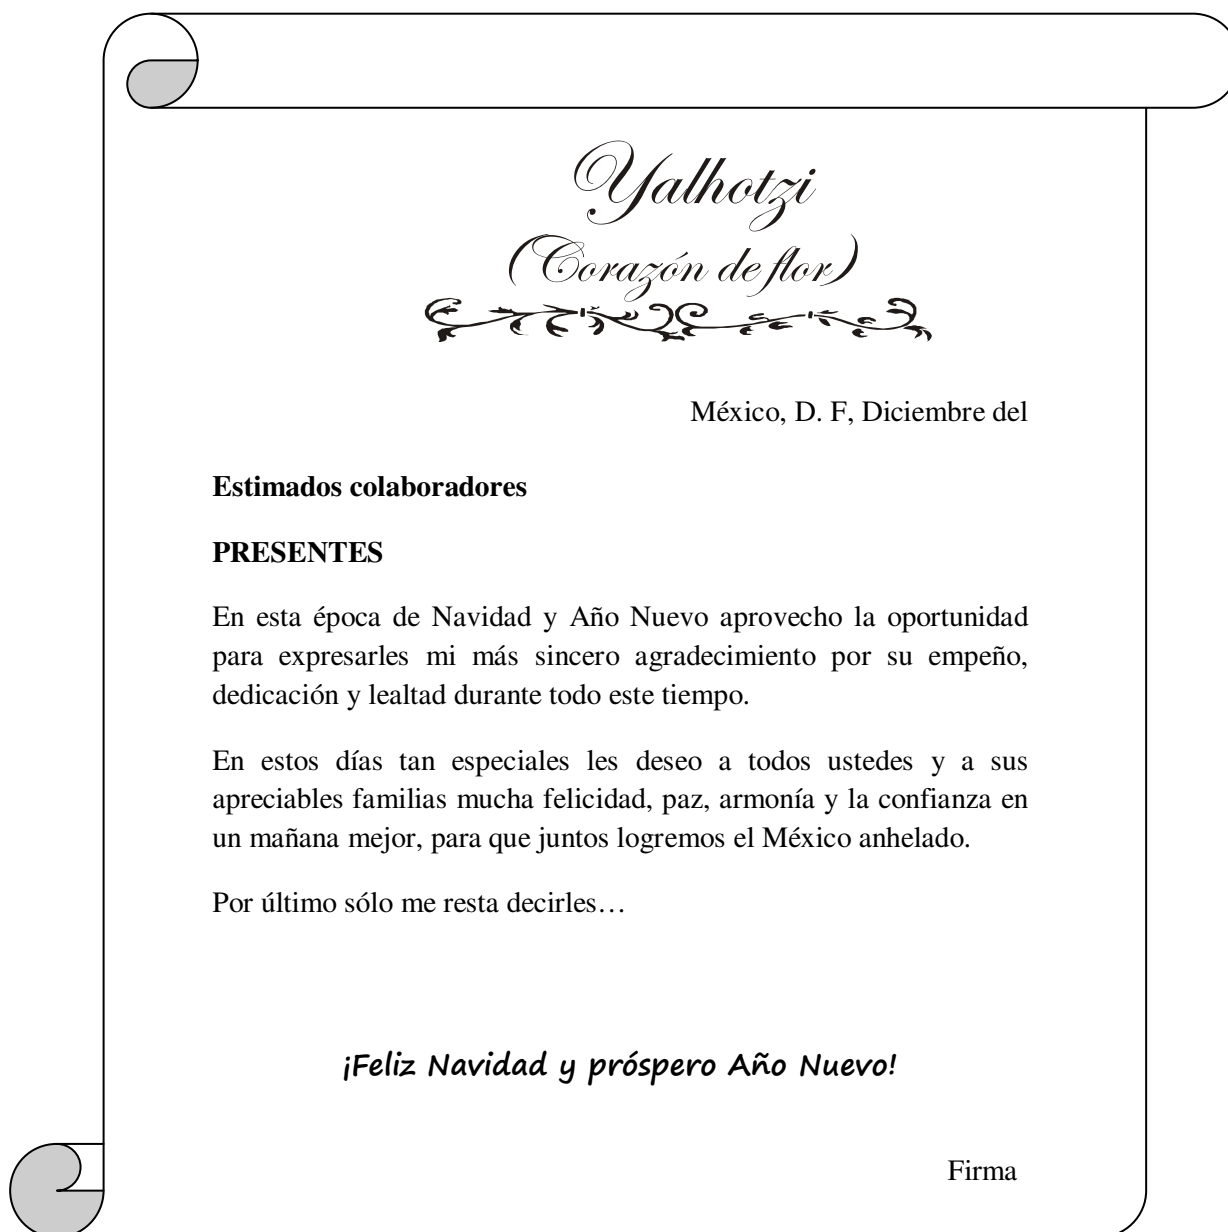 Yalhotzi
(Corazón de flor)
México, D. F, Diciembre del
Estimados colaboradores
PRESENTES
En esta época de Navidad y Año Nuevo aprovecho la oportunidad
para expresarles mi más sincero agradecimiento por su empeño,
dedicación y lealtad durante todo este tiempo.
En estos días tan especiales les deseo a todos ustedes y a sus
apreciables familias mucha felicidad, paz, armonía y la confianza en
un mañana mejor, para que juntos logremos el México anhelado.
Por último sólo me resta decirles…
¡Feliz Navidad y próspero Año Nuevo!
Firma